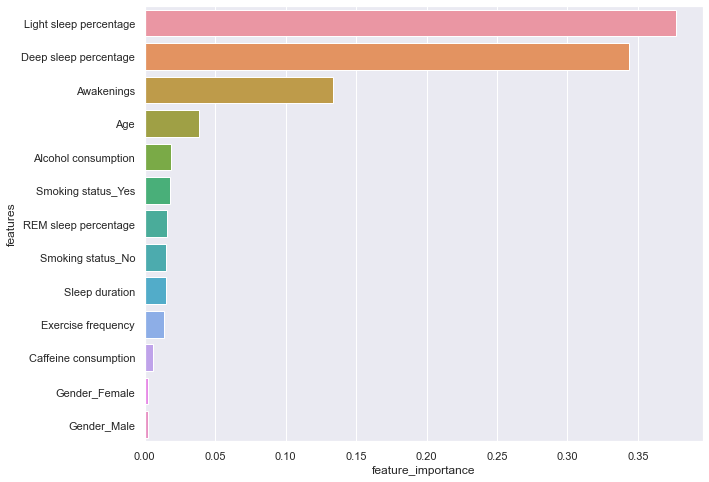 Light sleep percentage
Deep sleep percentage
Awakenings
Age
Alcohol consumption
Smoking status_Yes
REM sleep percentage
Smoking status_No
Sleep duration
Exercise frequency
Caffeine consumption
Gender_Female
Gender_Male
features
0.00 0.05 0.10 0.15 0.20 0.25 0.30 0.35
feature_importance